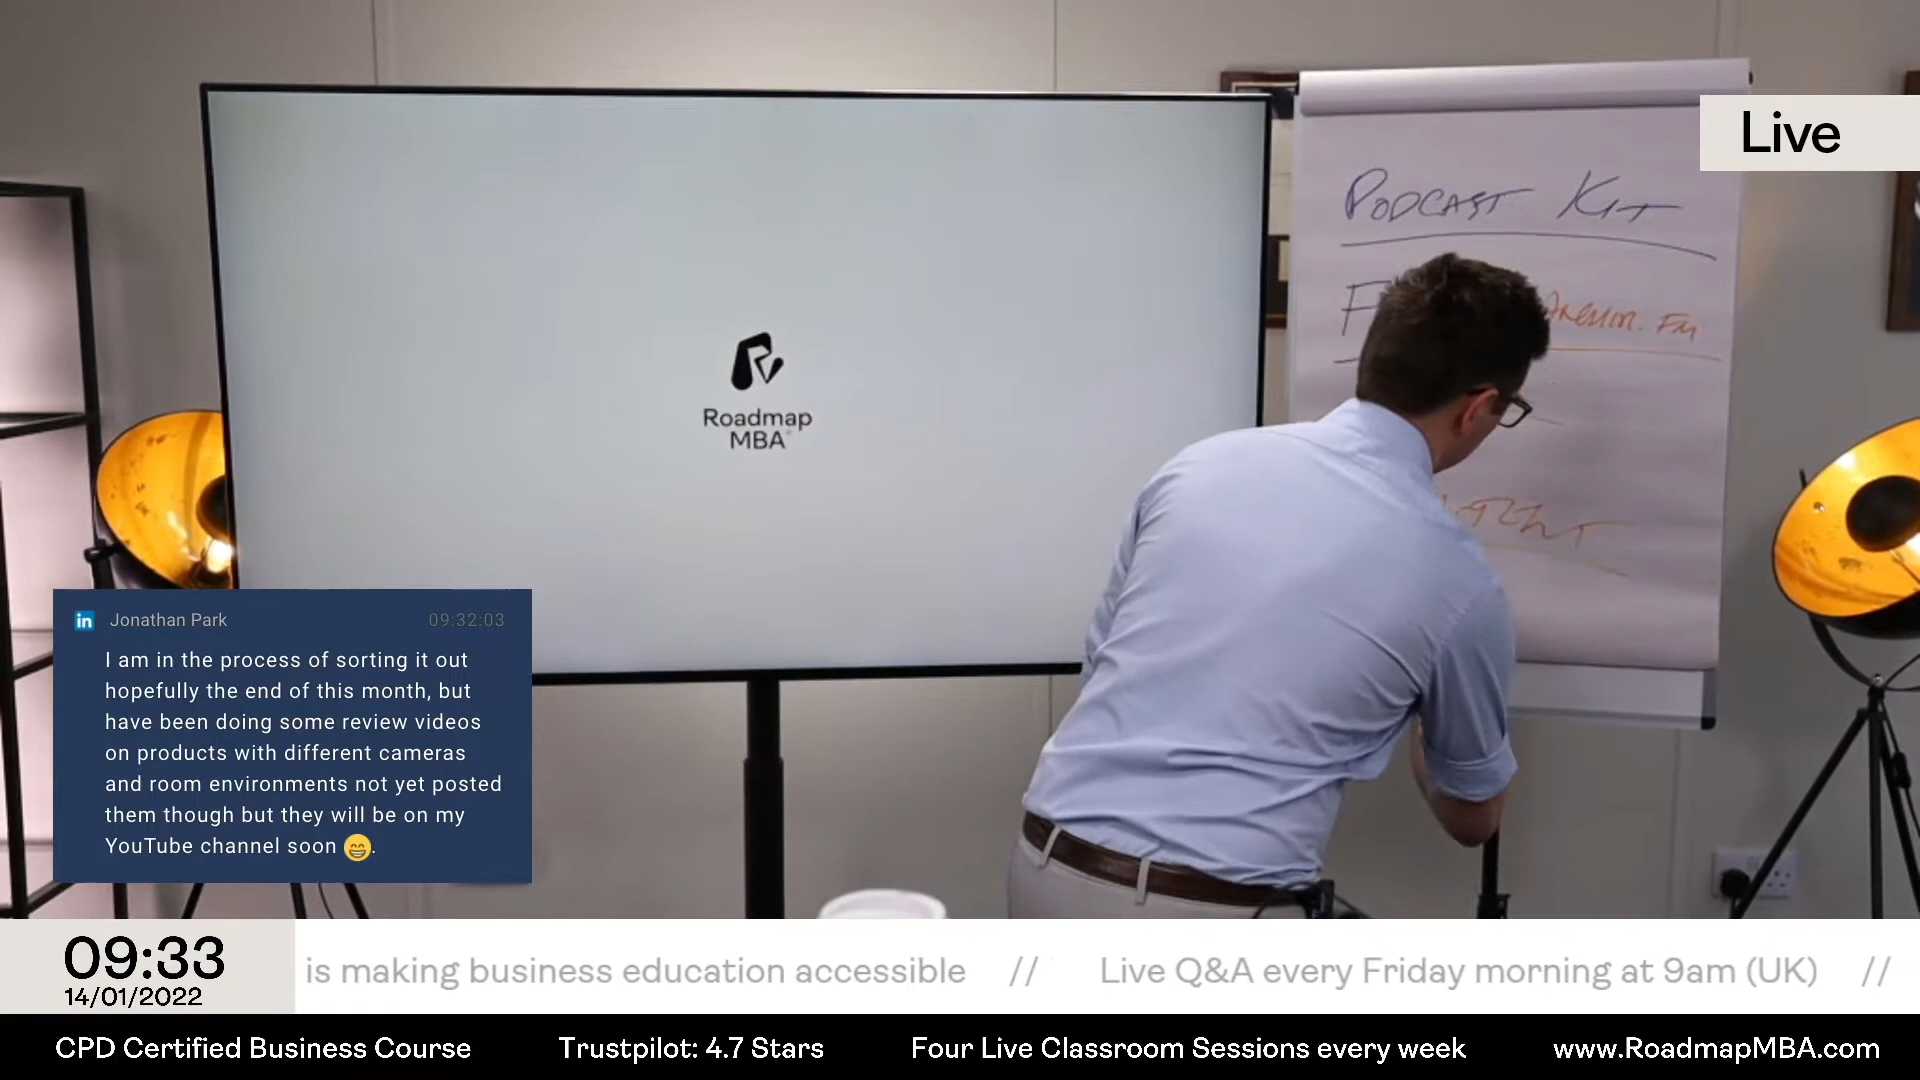 Live
PODCAST KIT
Anchor.Fm
Roadmap
MBA
in Jonathan Park 09:32:03
I am in the process of sorting it out
hopefully the end of this month, but
have been doing some review videos
on products with different cameras
and room environments not yet posted
them though but they will be on my
YouTube channel soon 😁.
09:33
14/01/2022
is making business education accessible // Live Q&A every Friday morning at 9am (UK) //
CPD Certified Business Course Trustpilot: 4.7 Stars Four Live Classroom Sessions every week www.RoadmapMBA.com